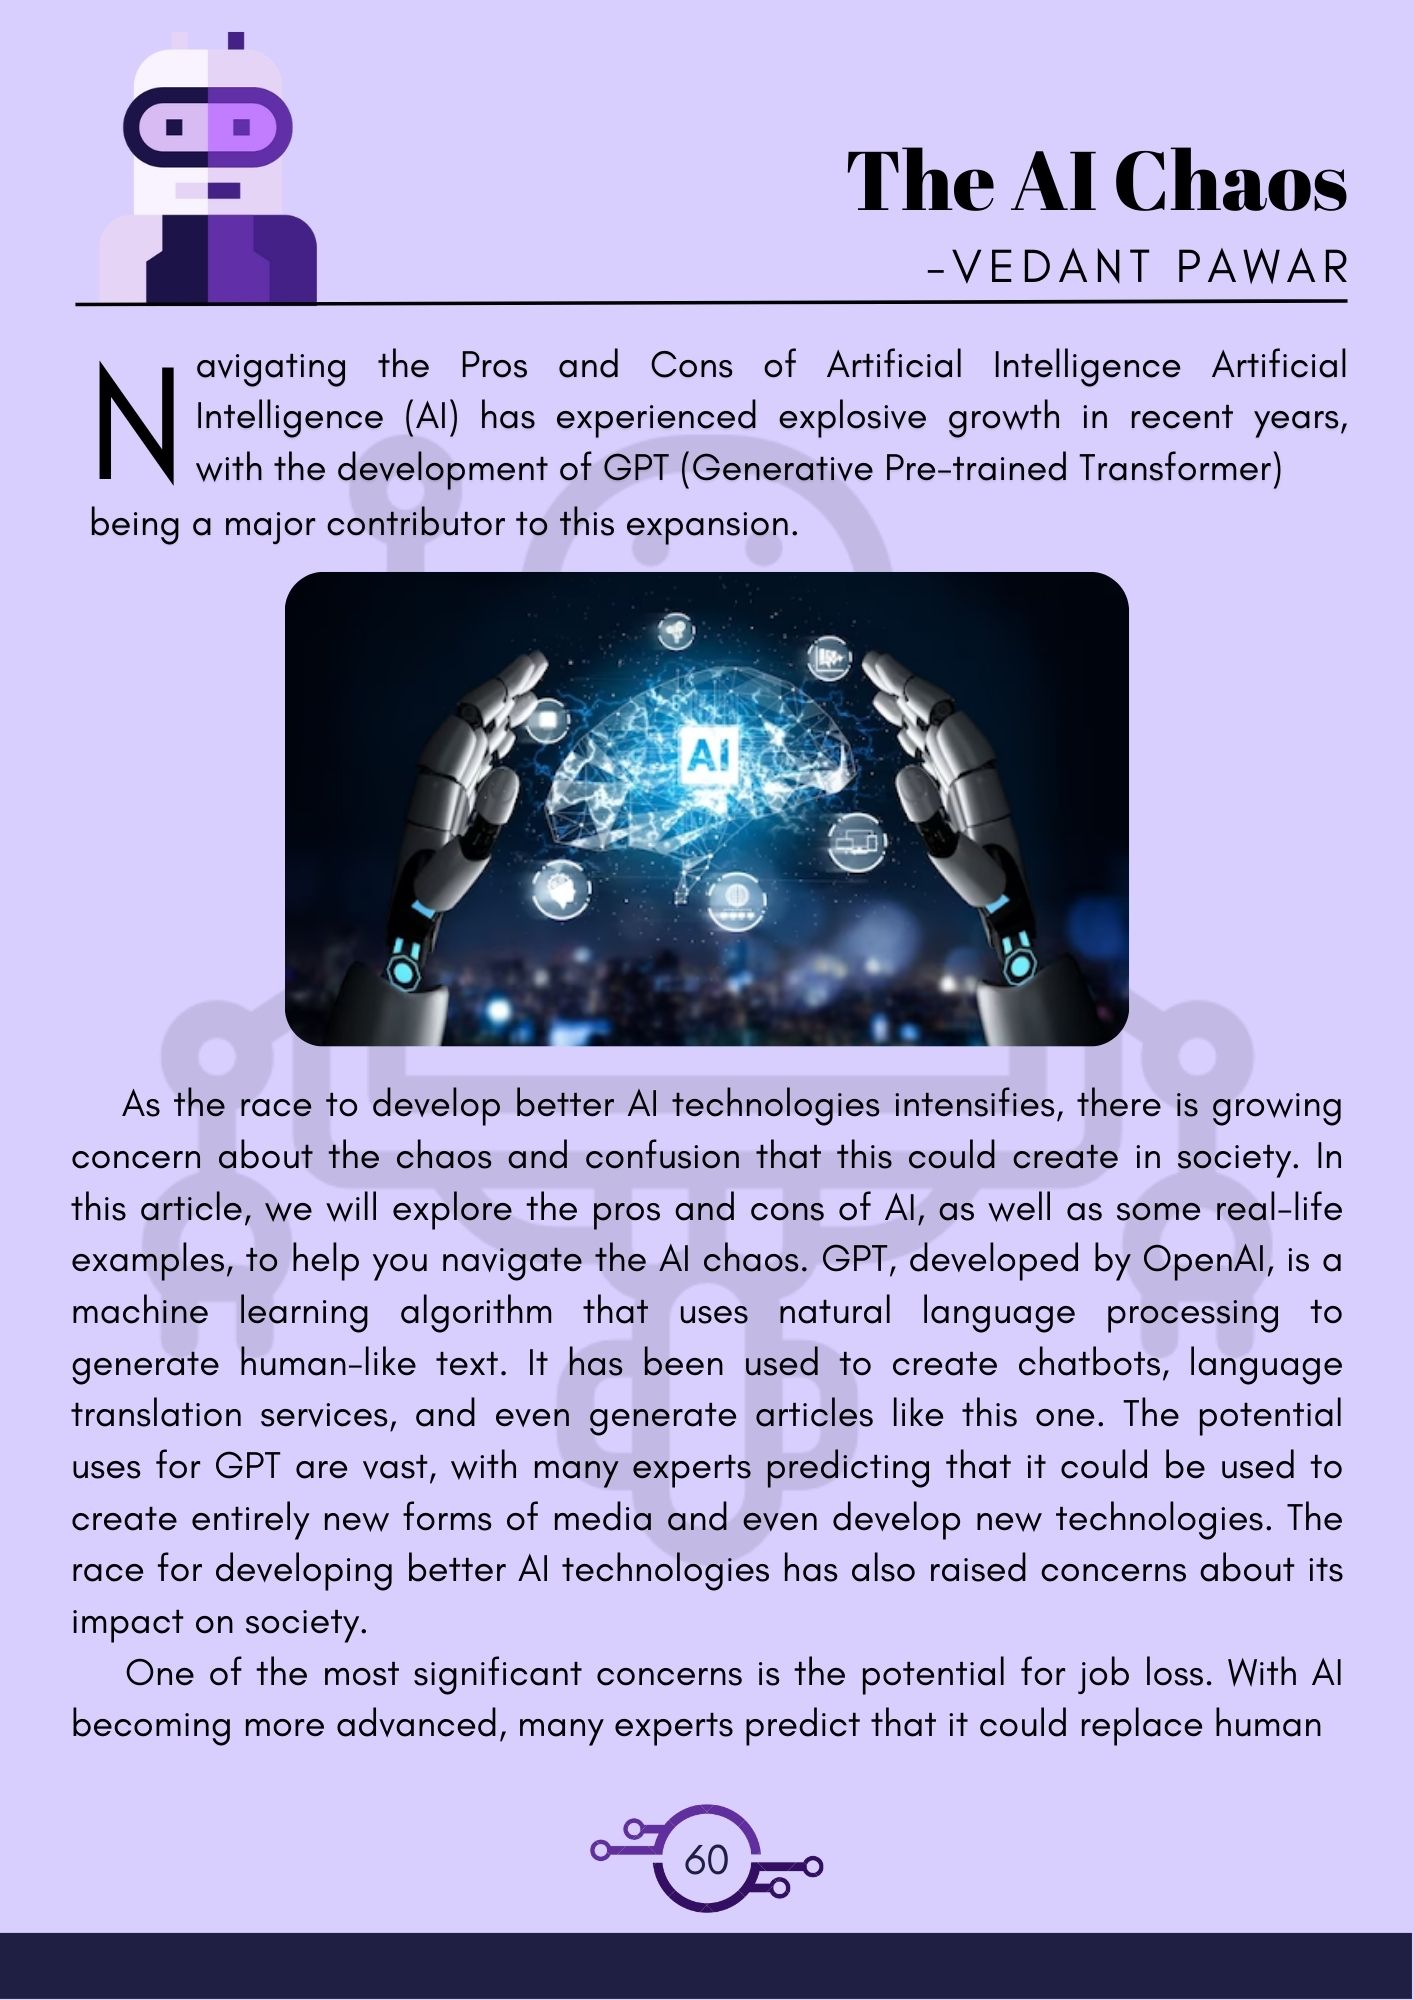 The AI Chaos
-VEDANT PAWAR
Navigating the Pros and Cons of Artificial Intelligence Artificial
Intelligence (AI) has experienced explosive growth in recent years,
with the development of GPT (Generative Pre-trained Transformer)
being a major contributor to this expansion.
AI
As the race to develop better AI technologies intensifies, there is growing
concern about the chaos and confusion that this could create in society. In
this article, we will explore the pros and cons of AI, as well as some real-life
examples, to help you navigate the AI chaos. GPT, developed by OpenAI, is a
machine learning algorithm that uses natural language processing to
generate human-like text. It has been used to create chatbots, language
translation services, and even generate articles like this one. The potential
uses for GPT are vast, with many experts predicting that it could be used to
create entirely new forms of media and even develop new technologies. The
race for developing better AI technologies has also raised concerns about its
impact on society.
One of the most significant concerns is the potential for job loss. With AI
becoming more advanced, many experts predict that it could replace human
60